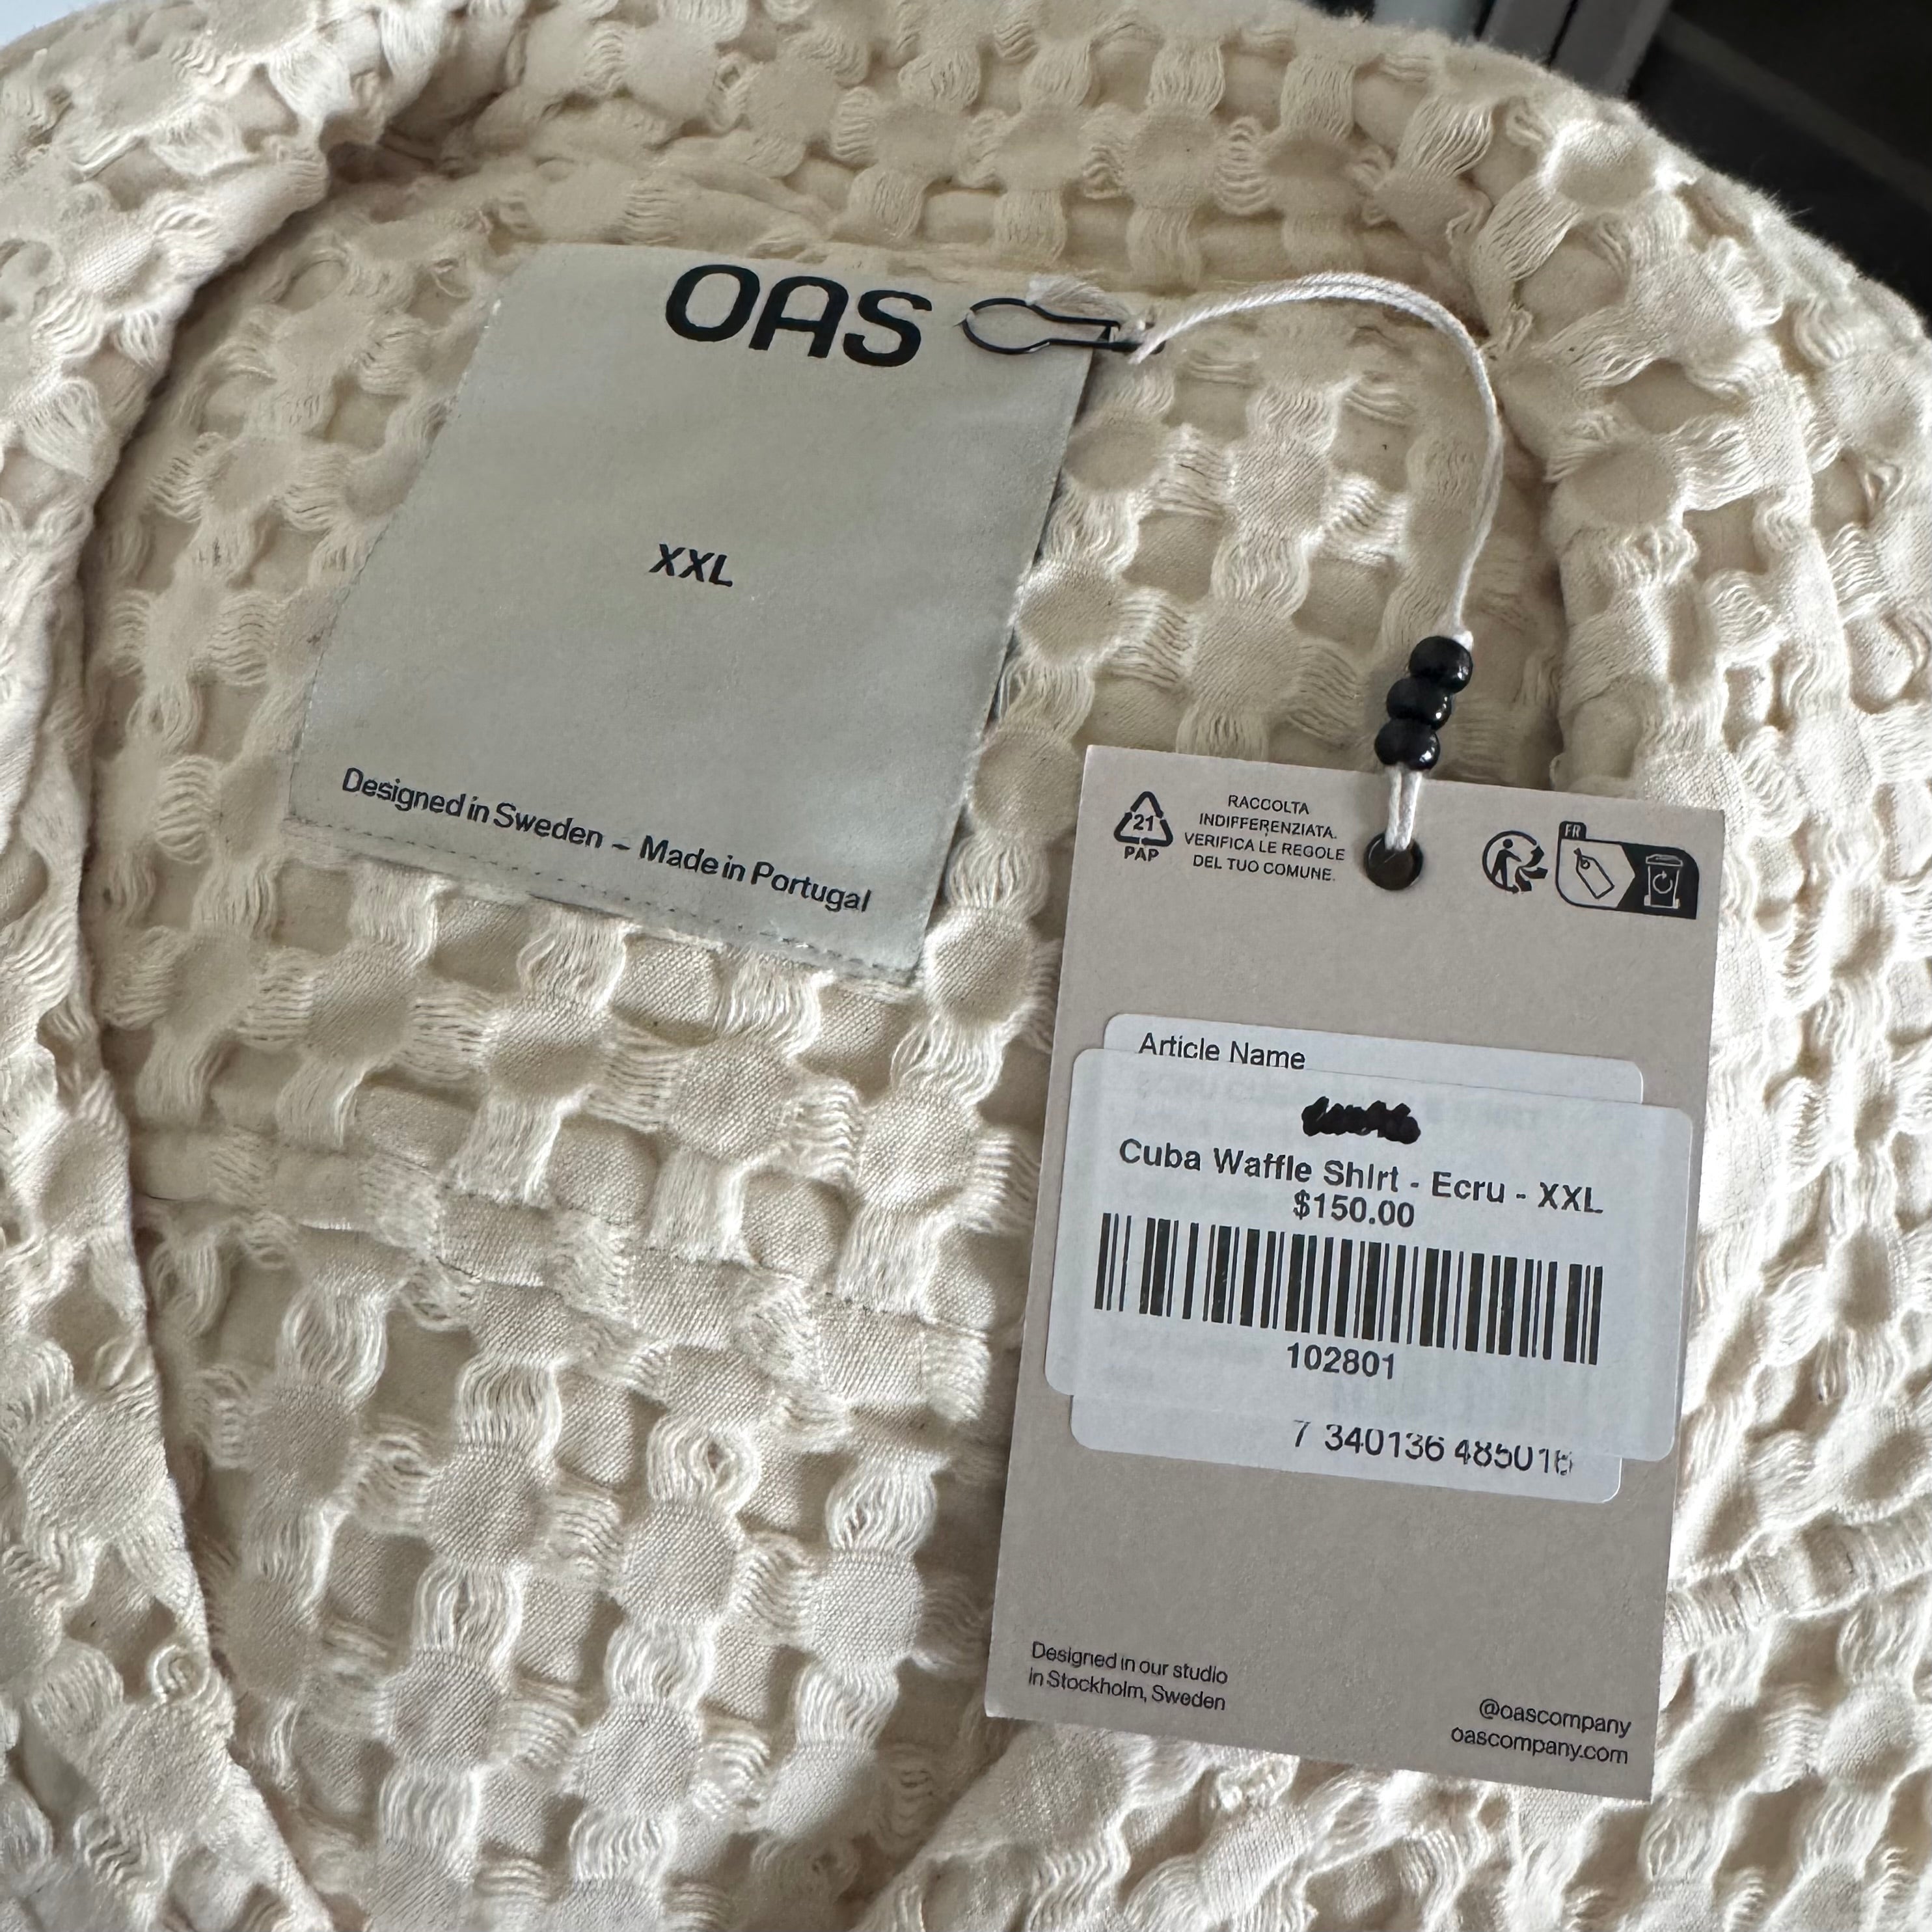 OAS
XXL
Designed in Sweden – Made in Portugal
21
PAP
RACCOLTA
INDIFFERENZIATA.
VERIFICA LE REGOLE
DEL TUO COMUNE.
FR
Article Name
Cuba Waffle Shirt - Ecru - XXL
$150.00
102801
7 340136
Designed in our studio
in Stockholm, Sweden
@oascompany
oascompany.com